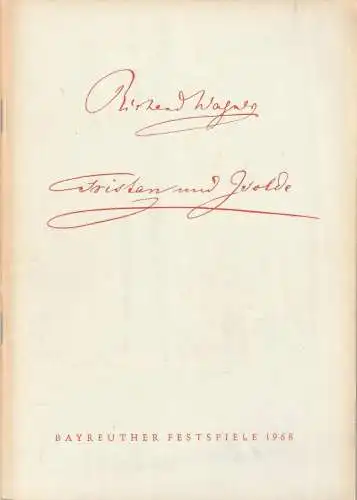 Richard Wagner
Tristan und Isolde
BAYREUTHER FESTSPIELE 1968